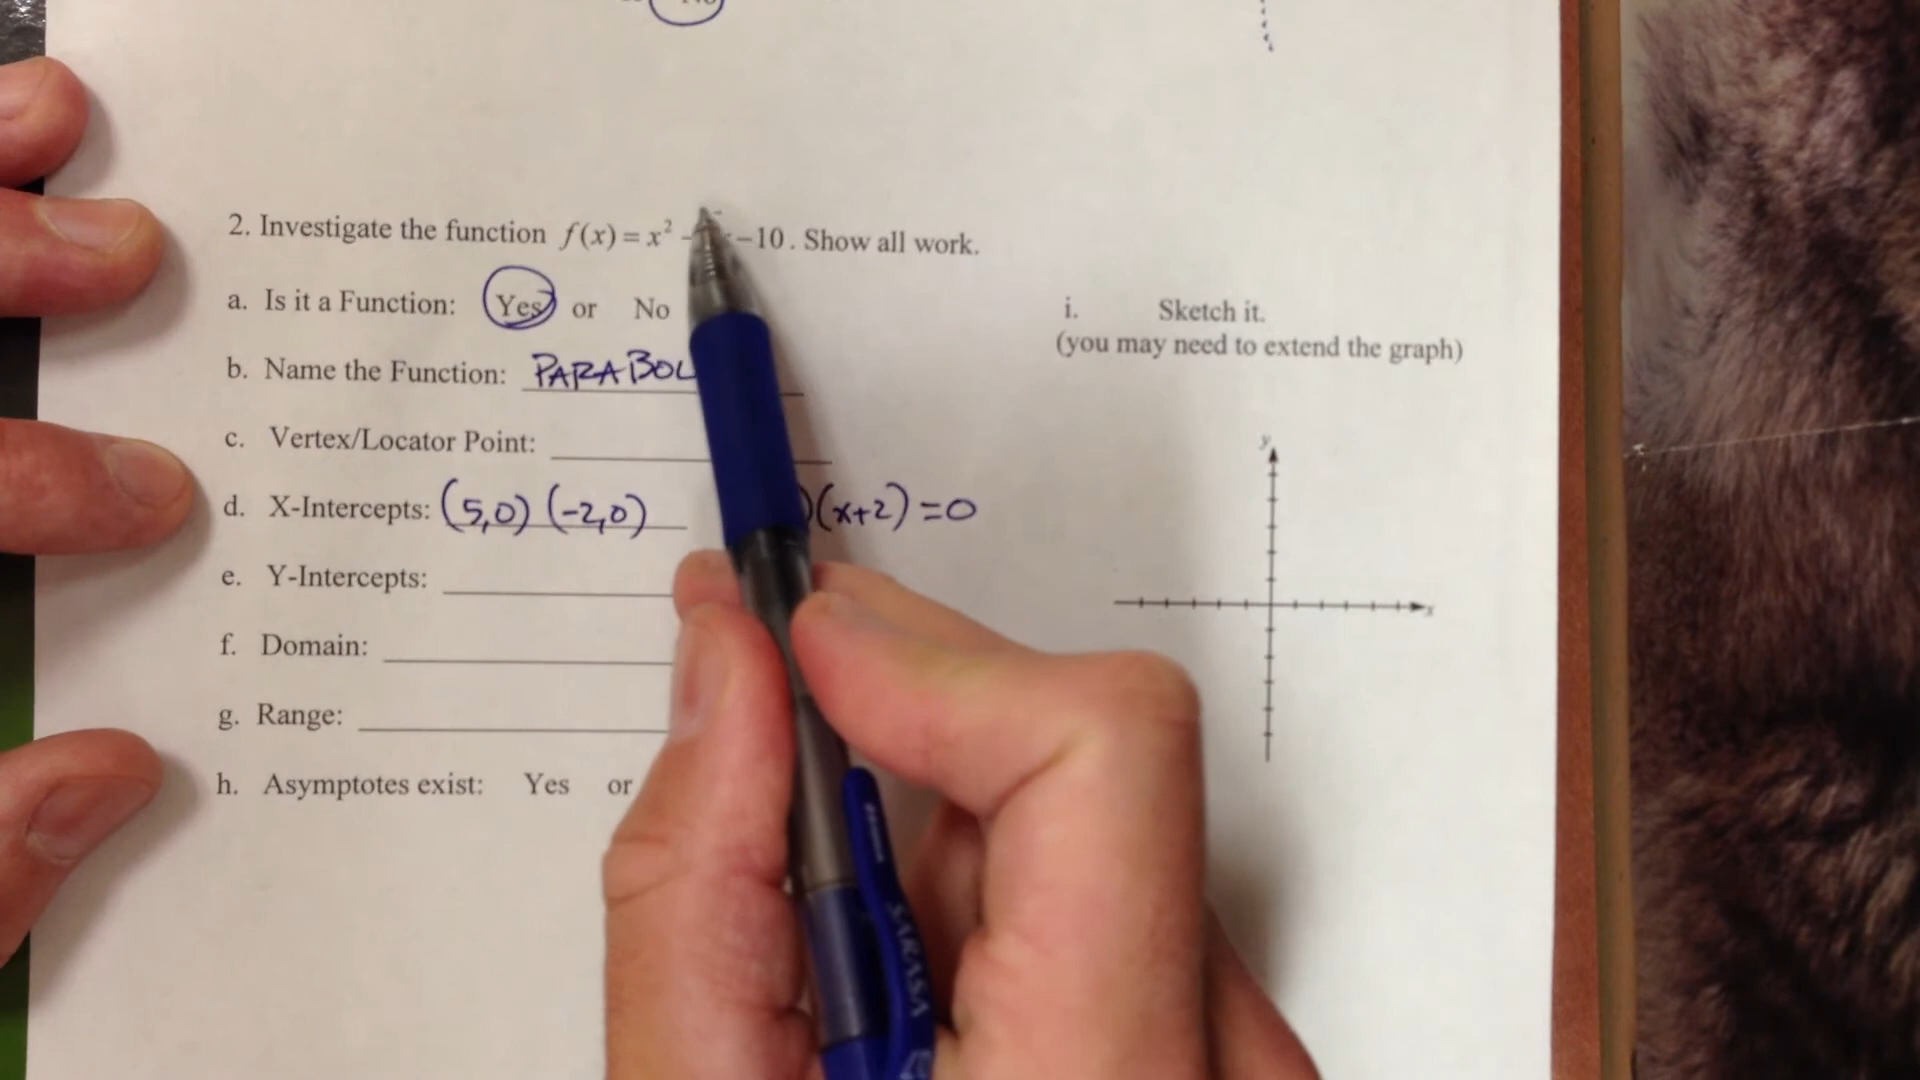 No
2. Investigate the function f(x) = x² - x - 10. Show all work.
a. Is it a Function: Yes or No
b. Name the Function: PARABOL
c. Vertex/Locator Point:
d. X-Intercepts: (5,0) (-2,0) )(x+2) = 0
e. Y-Intercepts:
f. Domain:
g. Range:
h. Asymptotes exist: Yes or
i. Sketch it.
(you may need to extend the graph)
y
x
SARASA